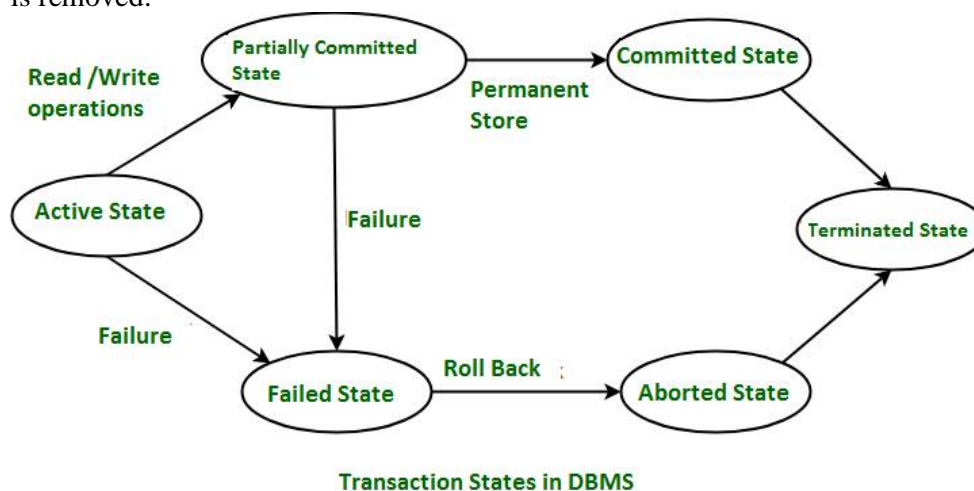 is removed.
Partially Committed
State
Committed State
Read /Write
operations
Permanent
Store
Active State
Failure
Terminated State
Failure
Roll Back
Failed State
Aborted State
Transaction States in DBMS